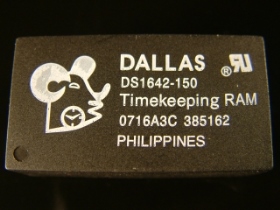 DALLAS ®
DS1642-150
Timekeeping RAM
0716A3C 385162
PHILIPPINES